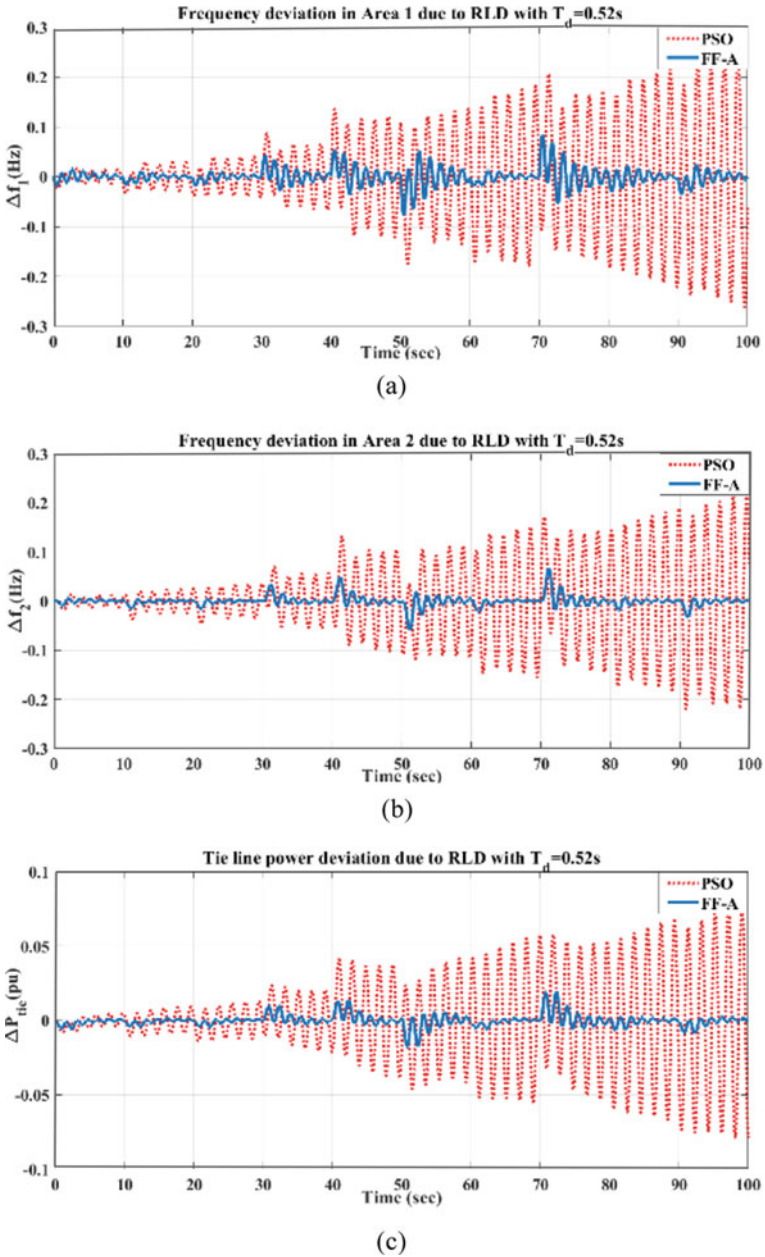 Frequency deviation in Area 1 due to RLD with T_d=0.52s
PSO
FF-A
Δf₁(Hz)
0.3
0.2
0.1
0
-0.1
-0.2
-0.3
0 10 20 30 40 50 60 70 80 90 100
Time (sec)
(a)
Frequency deviation in Area 2 due to RLD with T_d=0.52s
PSO
FF-A
Δf₂(Hz)
0.3
0.2
0.1
0
-0.1
-0.2
-0.3
0 10 20 30 40 50 60 70 80 90 100
Time (sec)
(b)
Tie line power deviation due to RLD with T_d=0.52s
PSO
FF-A
ΔP_tie(pu)
0.1
0.05
0
-0.05
-0.1
0 10 20 30 40 50 60 70 80 90 100
Time (sec)
(c)